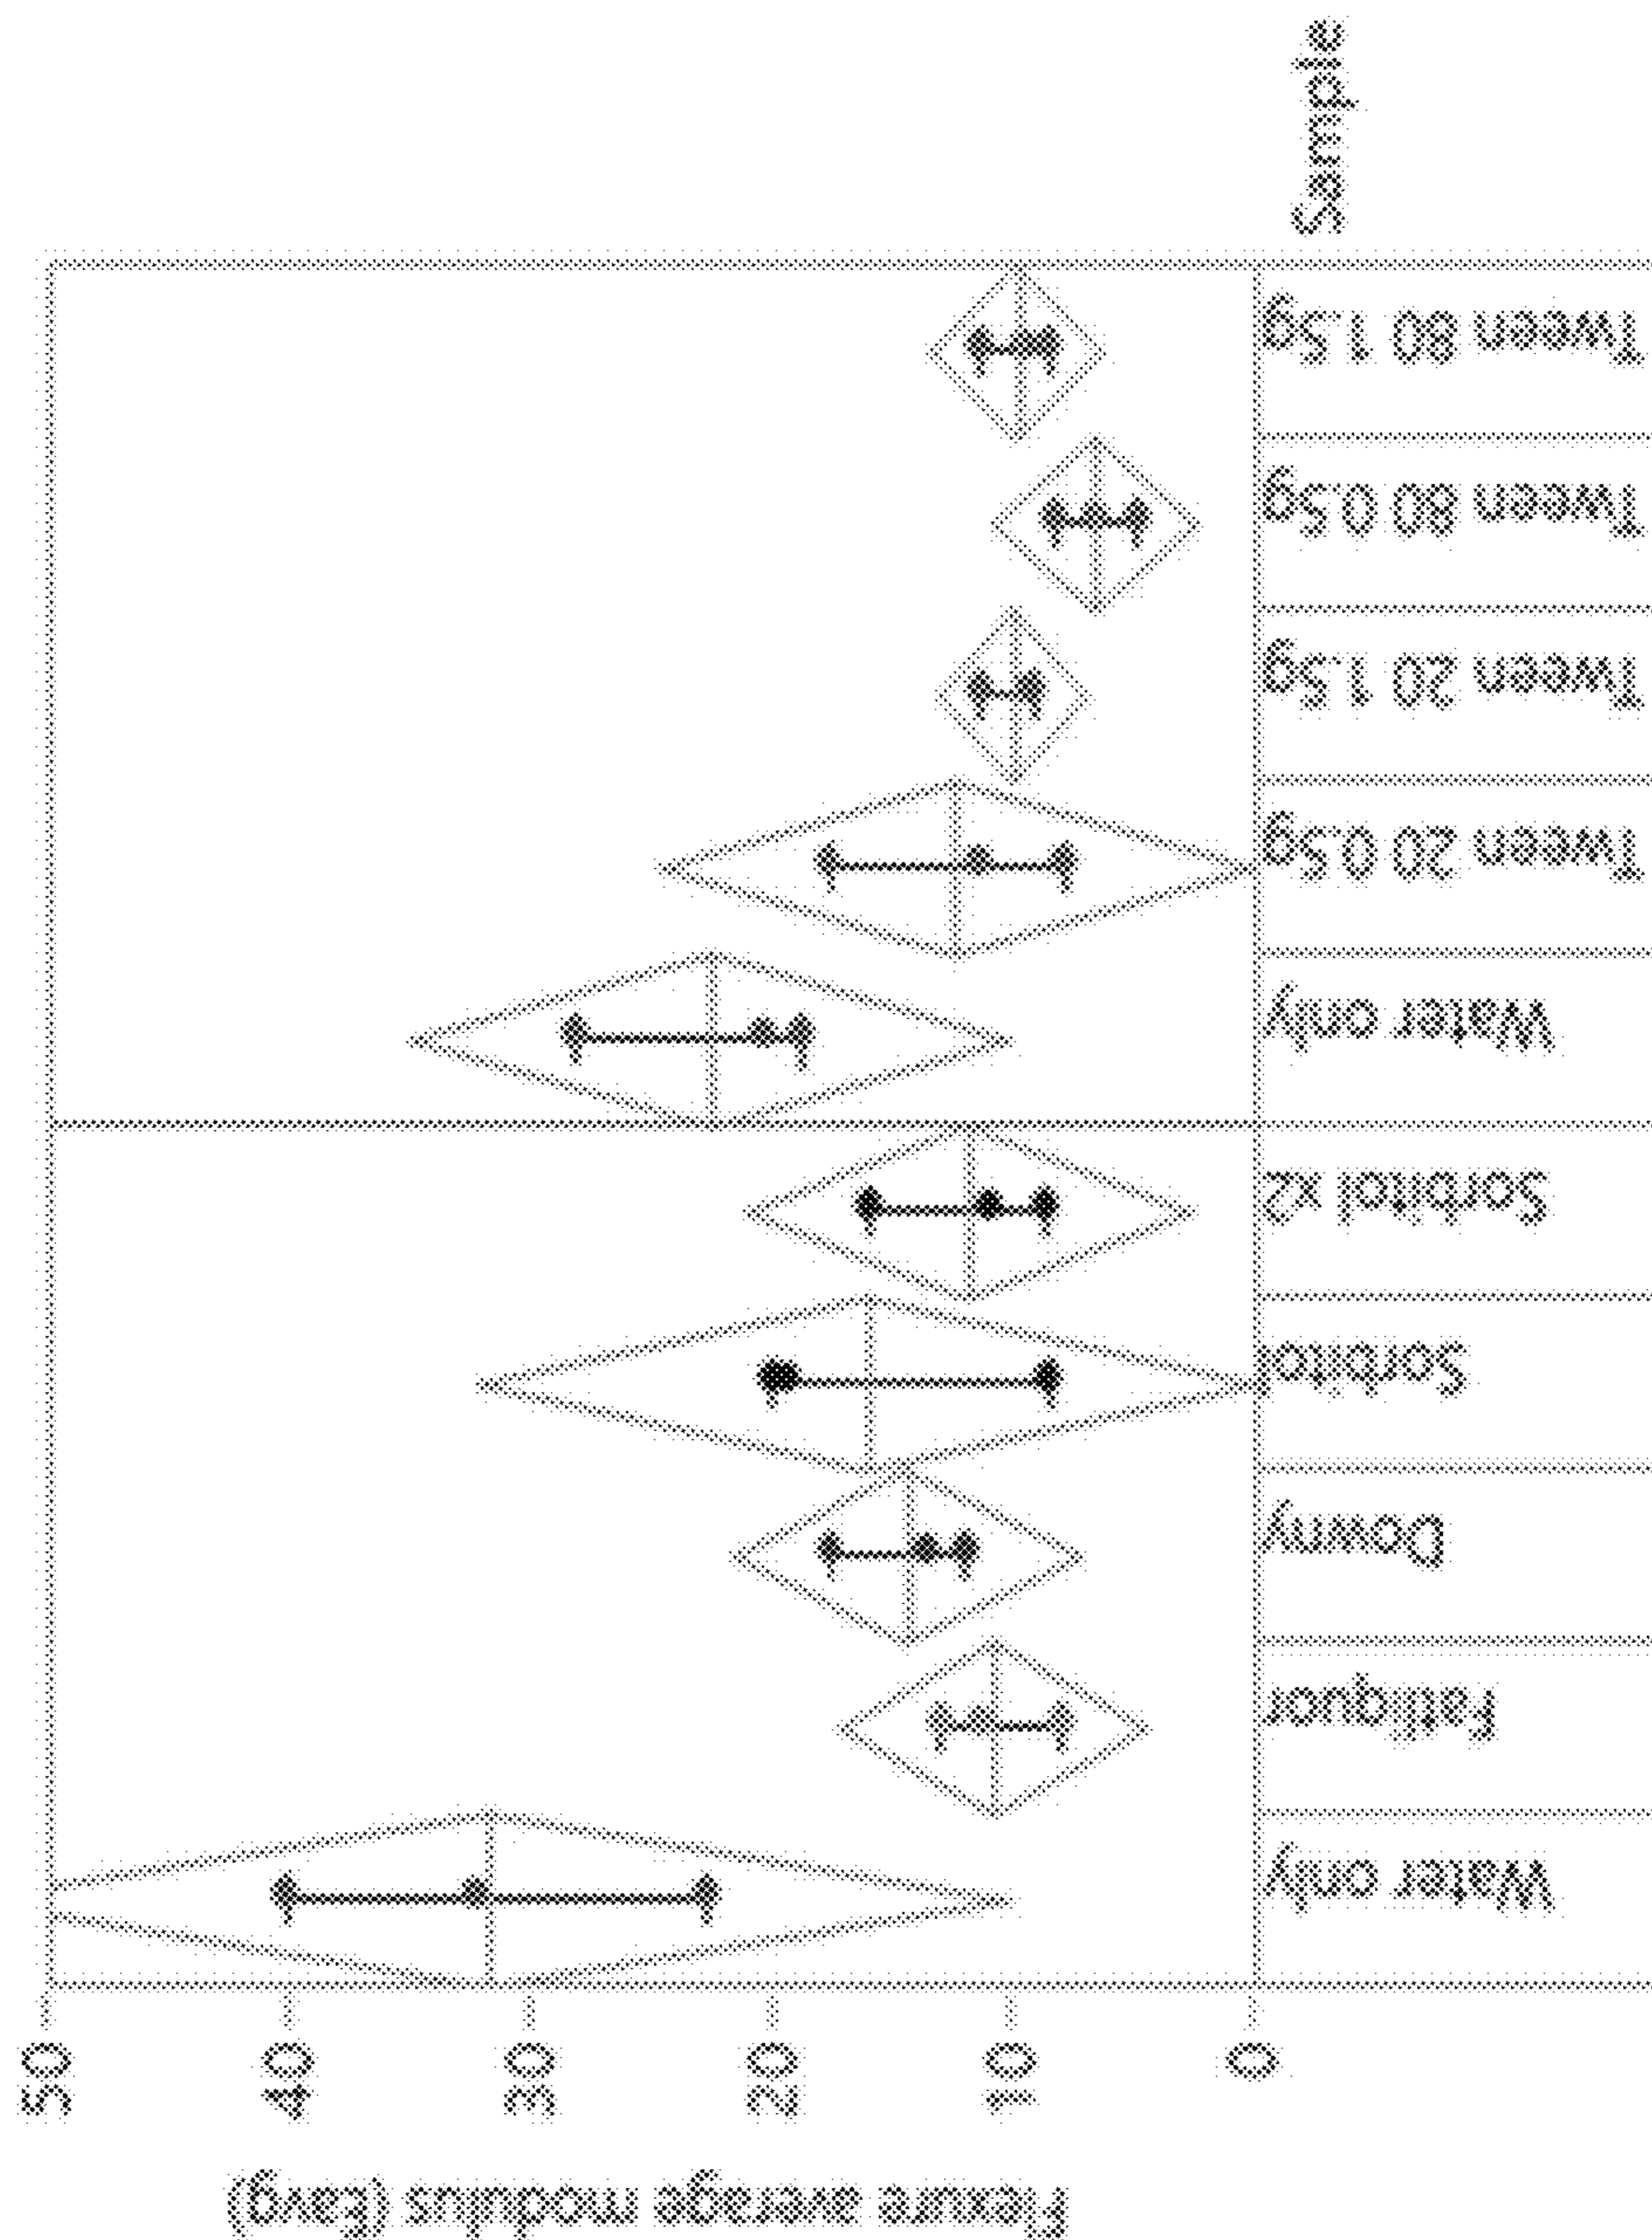 Flexure modulus average (Eavg)
50
40
30
20
10
0
Water only
Fatliquor
Downy
Sorbitol
Sorbitol x2
Water only
Tween 20 0.5g
Tween 20 1.5g
Tween 80 0.5g
Tween 80 1.5g
Sample